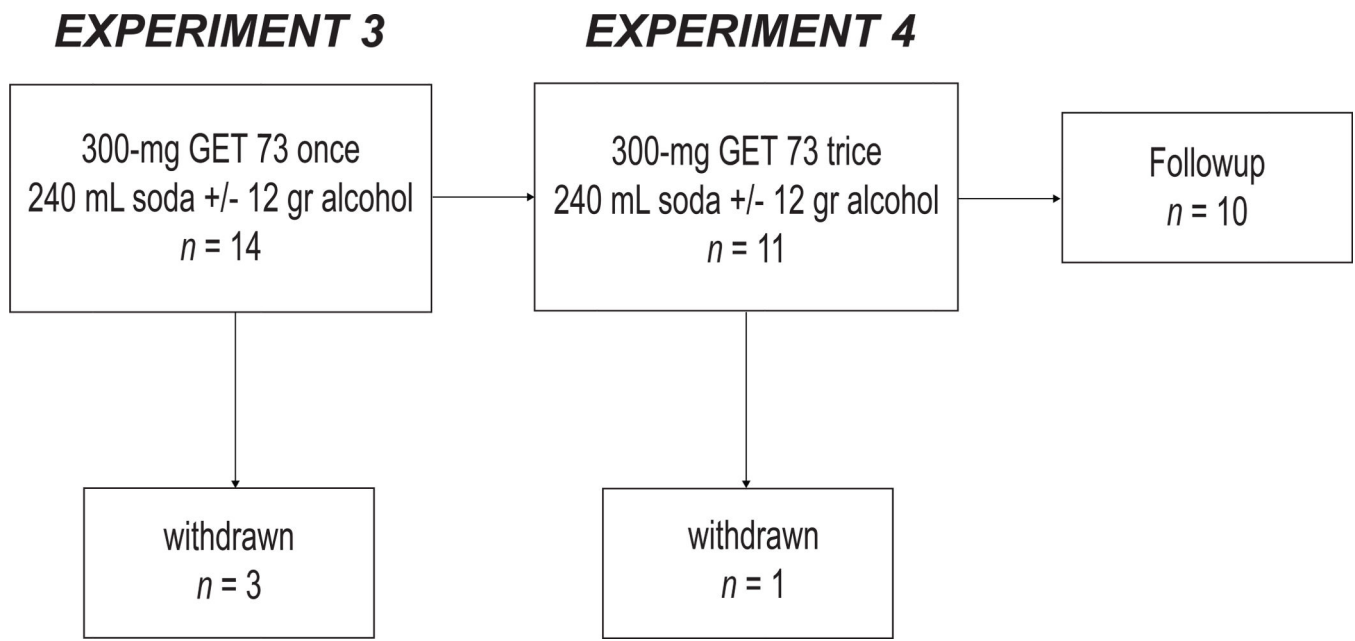 EXPERIMENT 3
EXPERIMENT 4
300-mg GET 73 once
240 mL soda +/- 12 gr alcohol
n = 14
300-mg GET 73 trice
240 mL soda +/- 12 gr alcohol
n = 11
Followup
n = 10
withdrawn
n = 3
withdrawn
n = 1